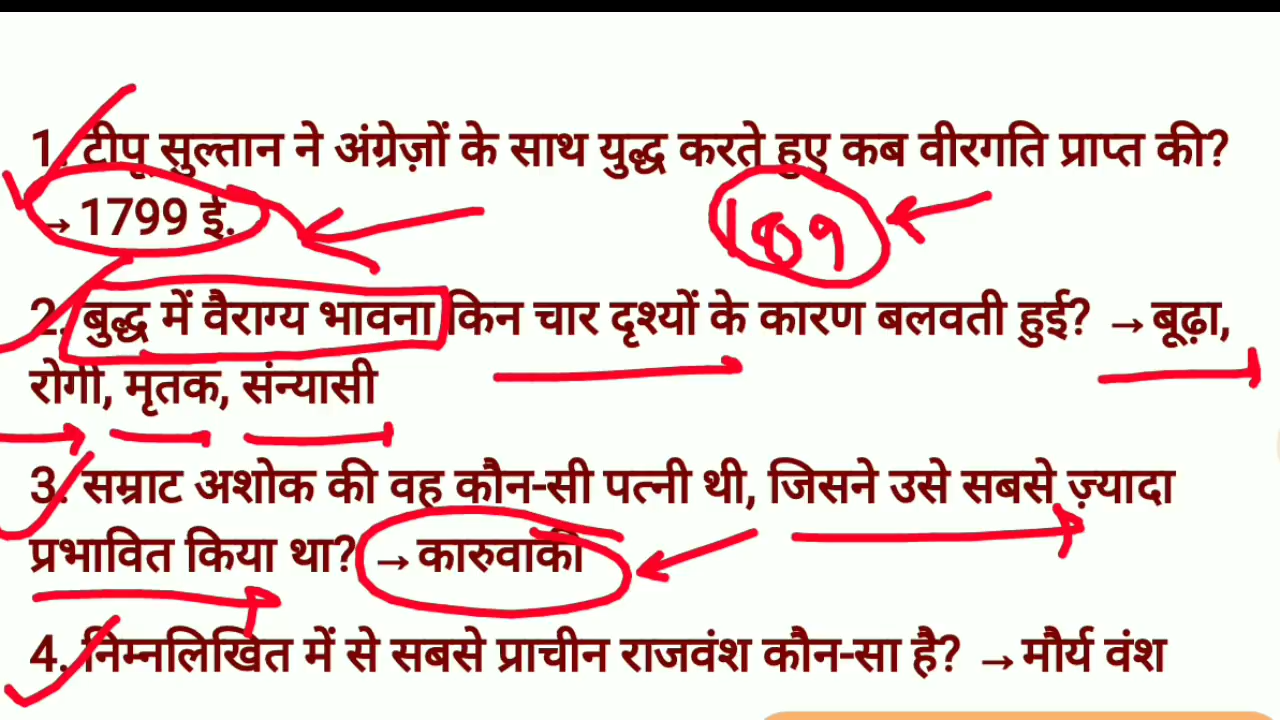 1. टीपू सुल्तान ने अंग्रेज़ों के साथ युद्ध करते हुए कब वीरगति प्राप्त की?
→1799 ई.
189
2. बुद्ध में वैराग्य भावना किन चार दृश्यों के कारण बलवती हुई? →बूढ़ा,
रोगी, मृतक, संन्यासी
3. सम्राट अशोक की वह कौन-सी पत्नी थी, जिसने उसे सबसे ज़्यादा
प्रभावित किया था? →कारुवाकी
4. निम्नलिखित में से सबसे प्राचीन राजवंश कौन-सा है? →मौर्य वंश